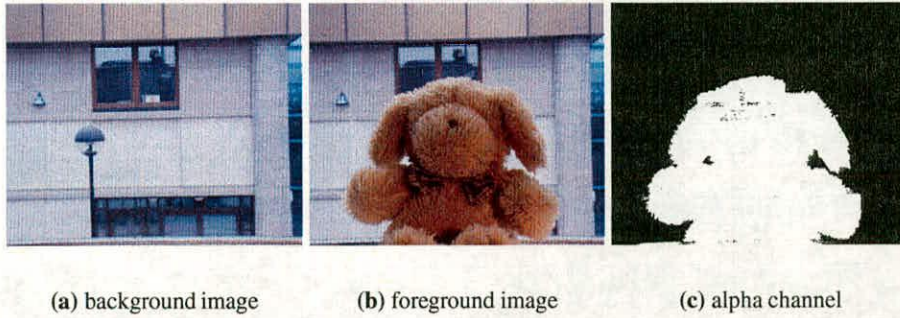 (a) background image
(b) foreground image
(c) alpha channel